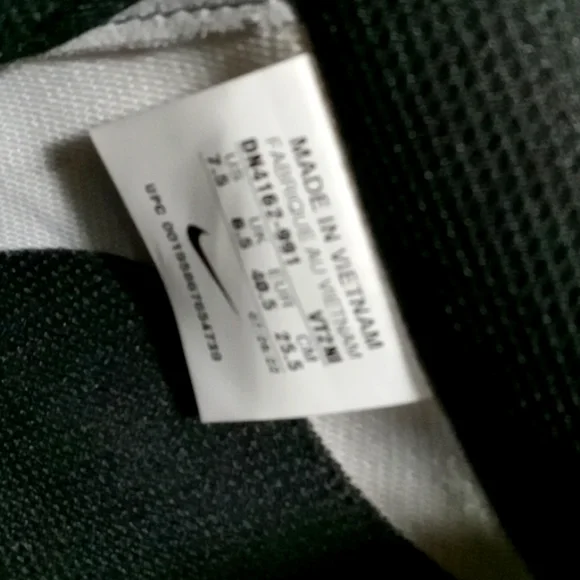 MADE IN VIETNAM
FABRIQUÉ AU VIETNAM
DN4162-991 VT2
US UK EUR CM
7.5 6.5 40.5 25.5
UPC